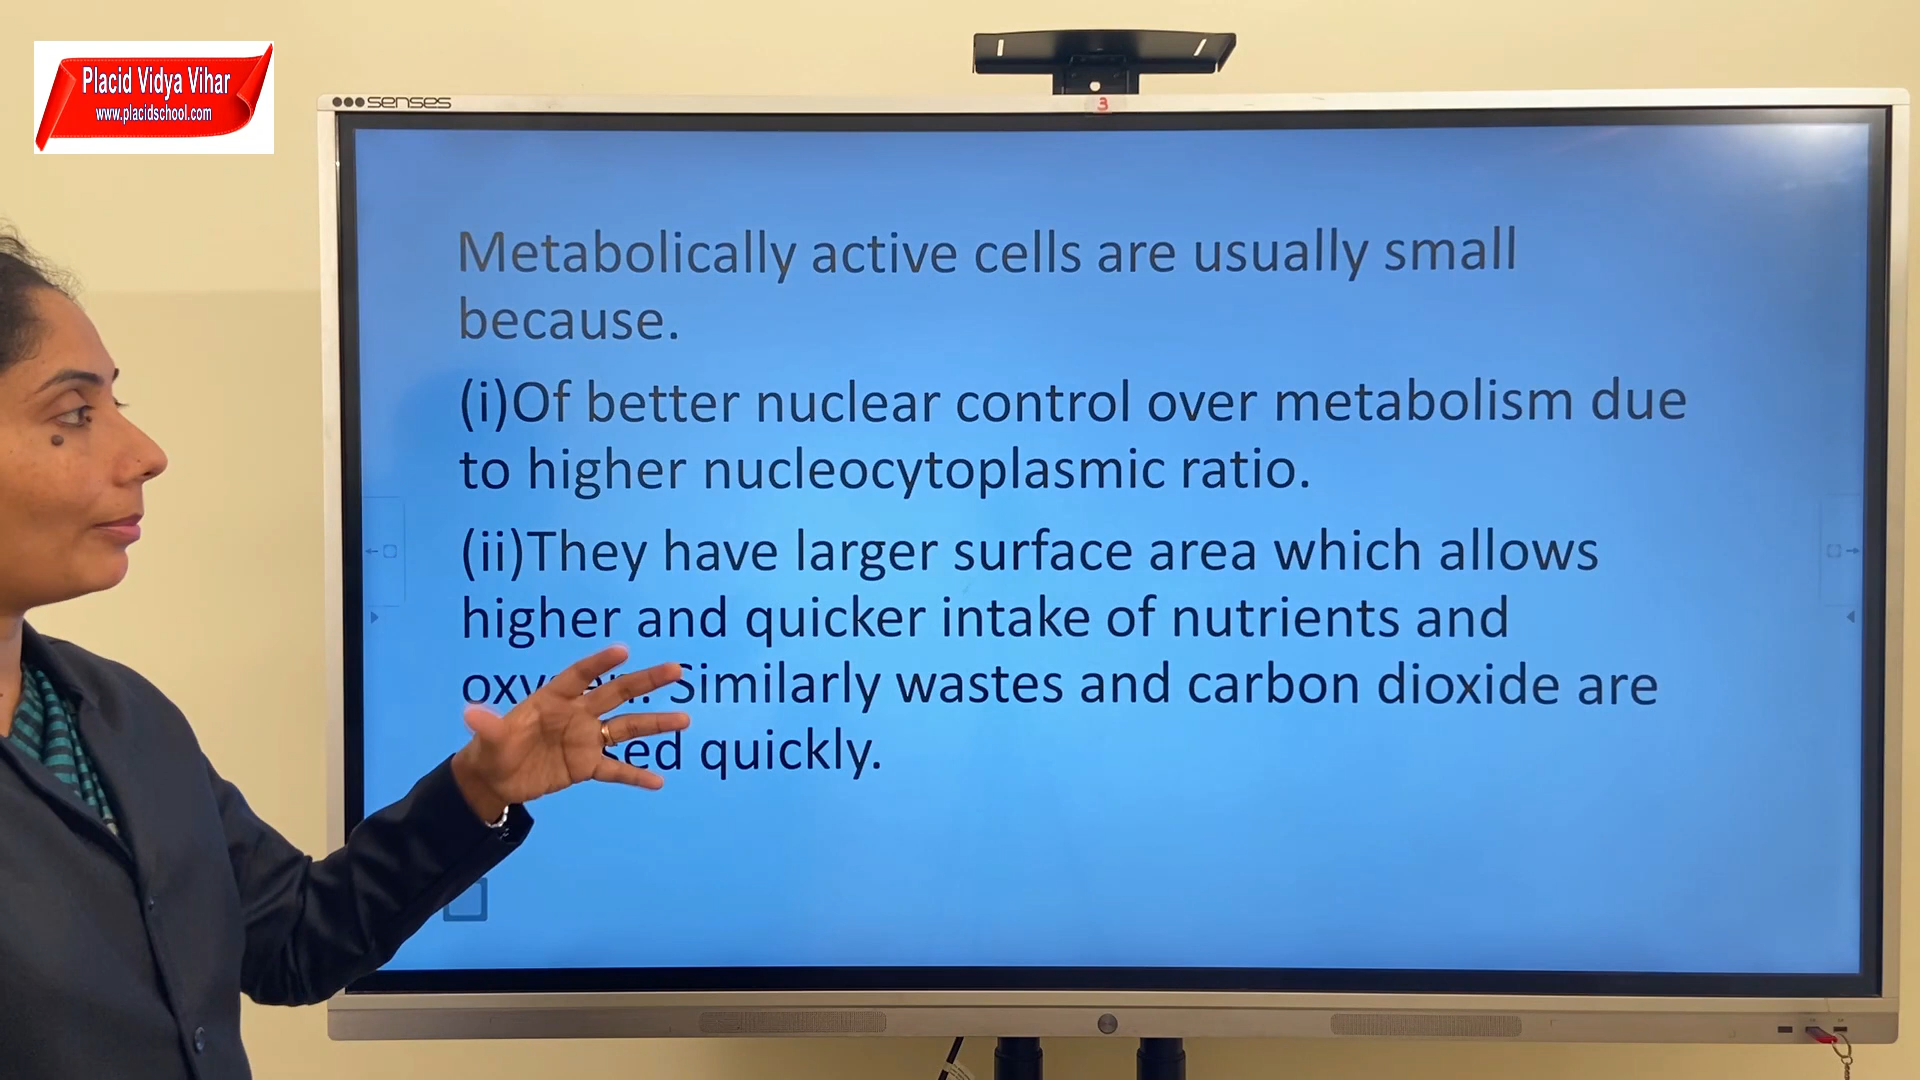 Placid Vidya Vihar
www.placidschool.com
senses
3
Metabolically active cells are usually small
because.
(i)Of better nuclear control over metabolism due
to higher nucleocytoplasmic ratio.
(ii)They have larger surface area which allows
higher and quicker intake of nutrients and
Similarly wastes and carbon dioxide are
quickly.